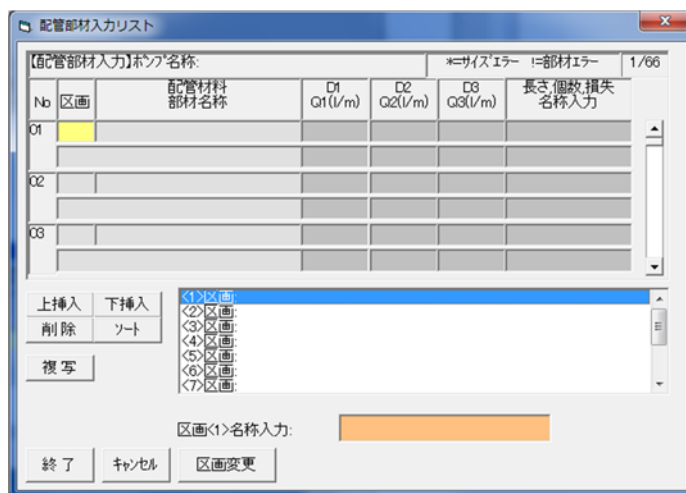 配管部材入力リスト
【配管部材入力】ポンプ名称: *=サイズエラー !=部材エラー 1/66
No 区画 配管材料 部材名称 D1 Q1(l/m) D2 Q2(l/m) D3 Q3(l/m) 長さ,個数,損失 名称入力
01
02
03
上挿入 下挿入
削 除 ソート
複 写
<1>区画:
<2>区画:
<3>区画:
<4>区画:
<5>区画:
<6>区画:
<7>区画:
区画<1>名称入力:
終 了 キャンセル 区画変更